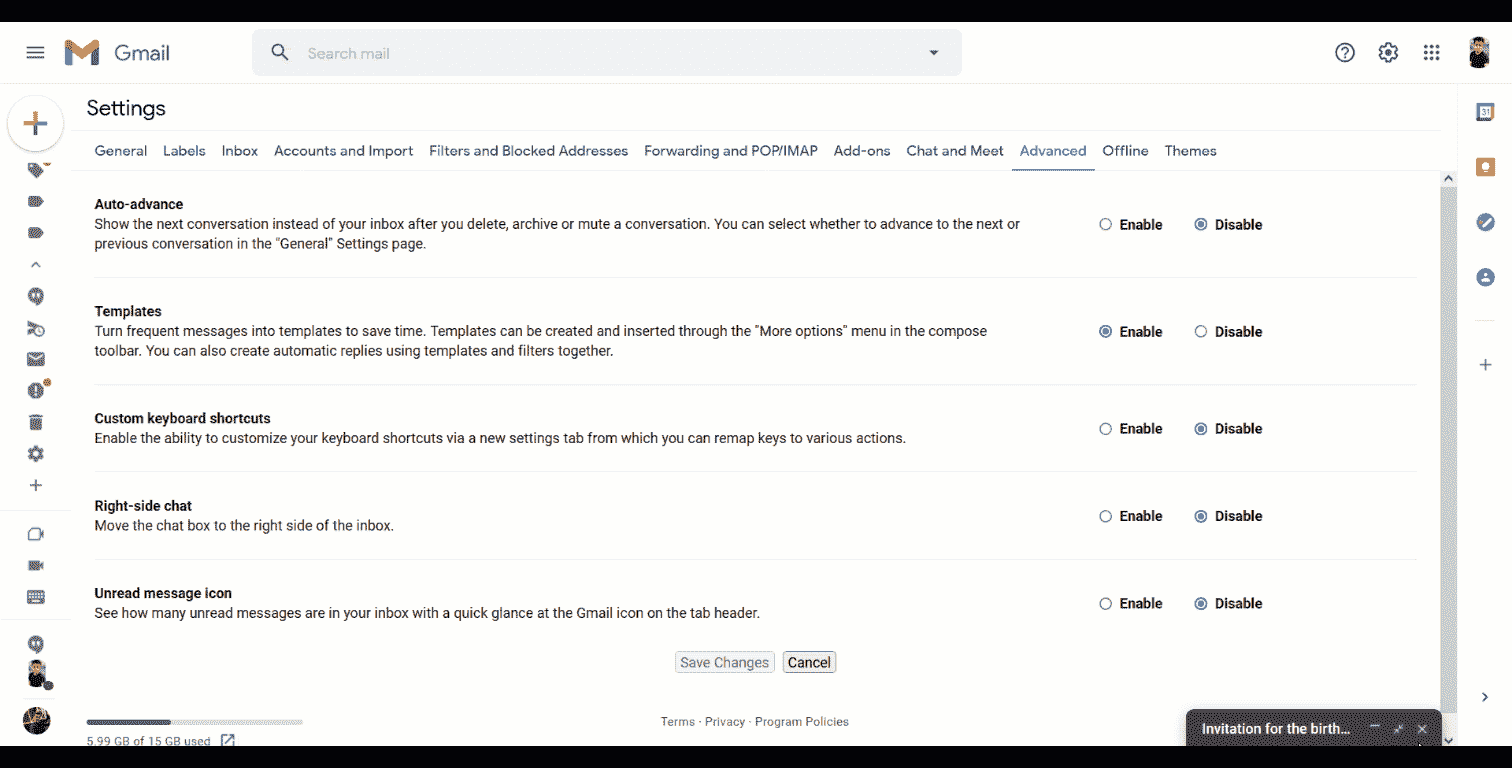 Gmail
Search mail
Settings
General Labels Inbox Accounts and Import Filters and Blocked Addresses Forwarding and POP/IMAP Add-ons Chat and Meet Advanced Offline Themes
Auto-advance
Show the next conversation instead of your inbox after you delete, archive or mute a conversation. You can select whether to advance to the next or
previous conversation in the "General" Settings page.
Enable Disable
Templates
Turn frequent messages into templates to save time. Templates can be created and inserted through the "More options" menu in the compose
toolbar. You can also create automatic replies using templates and filters together.
Enable Disable
Custom keyboard shortcuts
Enable the ability to customize your keyboard shortcuts via a new settings tab from which you can remap keys to various actions.
Enable Disable
Right-side chat
Move the chat box to the right side of the inbox.
Enable Disable
Unread message icon
See how many unread messages are in your inbox with a quick glance at the Gmail icon on the tab header.
Enable Disable
Save Changes Cancel
Terms · Privacy · Program Policies
5.99 GB of 15 GB used
Invitation for the birth...
31